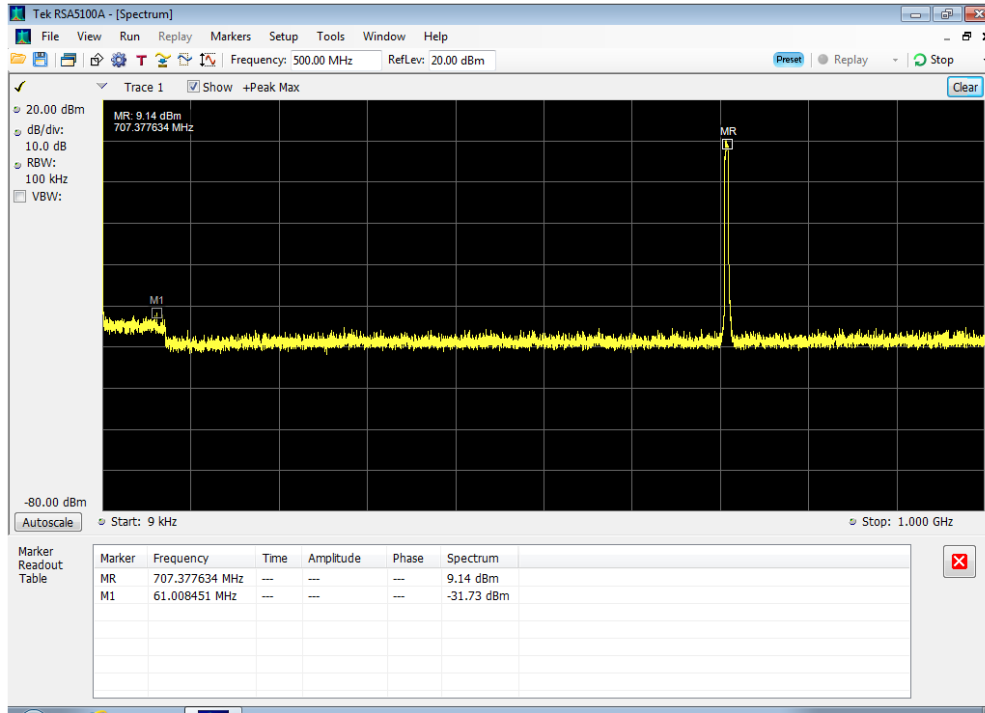 Tek RSA5100A - [Spectrum]
File View Run Replay Markers Setup Tools Window Help
T Frequency: 500.00 MHz RefLev: 20.00 dBm Preset Replay Stop
Trace 1 Show +Peak Max Clear
20.00 dBm
dB/div:
10.0 dB
RBW:
100 kHz
VBW:
MR: 9.14 dBm
707.377634 MHz
MR
M1
-80.00 dBm
Autoscale Start: 9 kHz Stop: 1.000 GHz
Marker Readout Table
Marker Frequency Time Amplitude Phase Spectrum
MR 707.377634 MHz --- --- --- 9.14 dBm
M1 61.008451 MHz --- --- --- -31.73 dBm